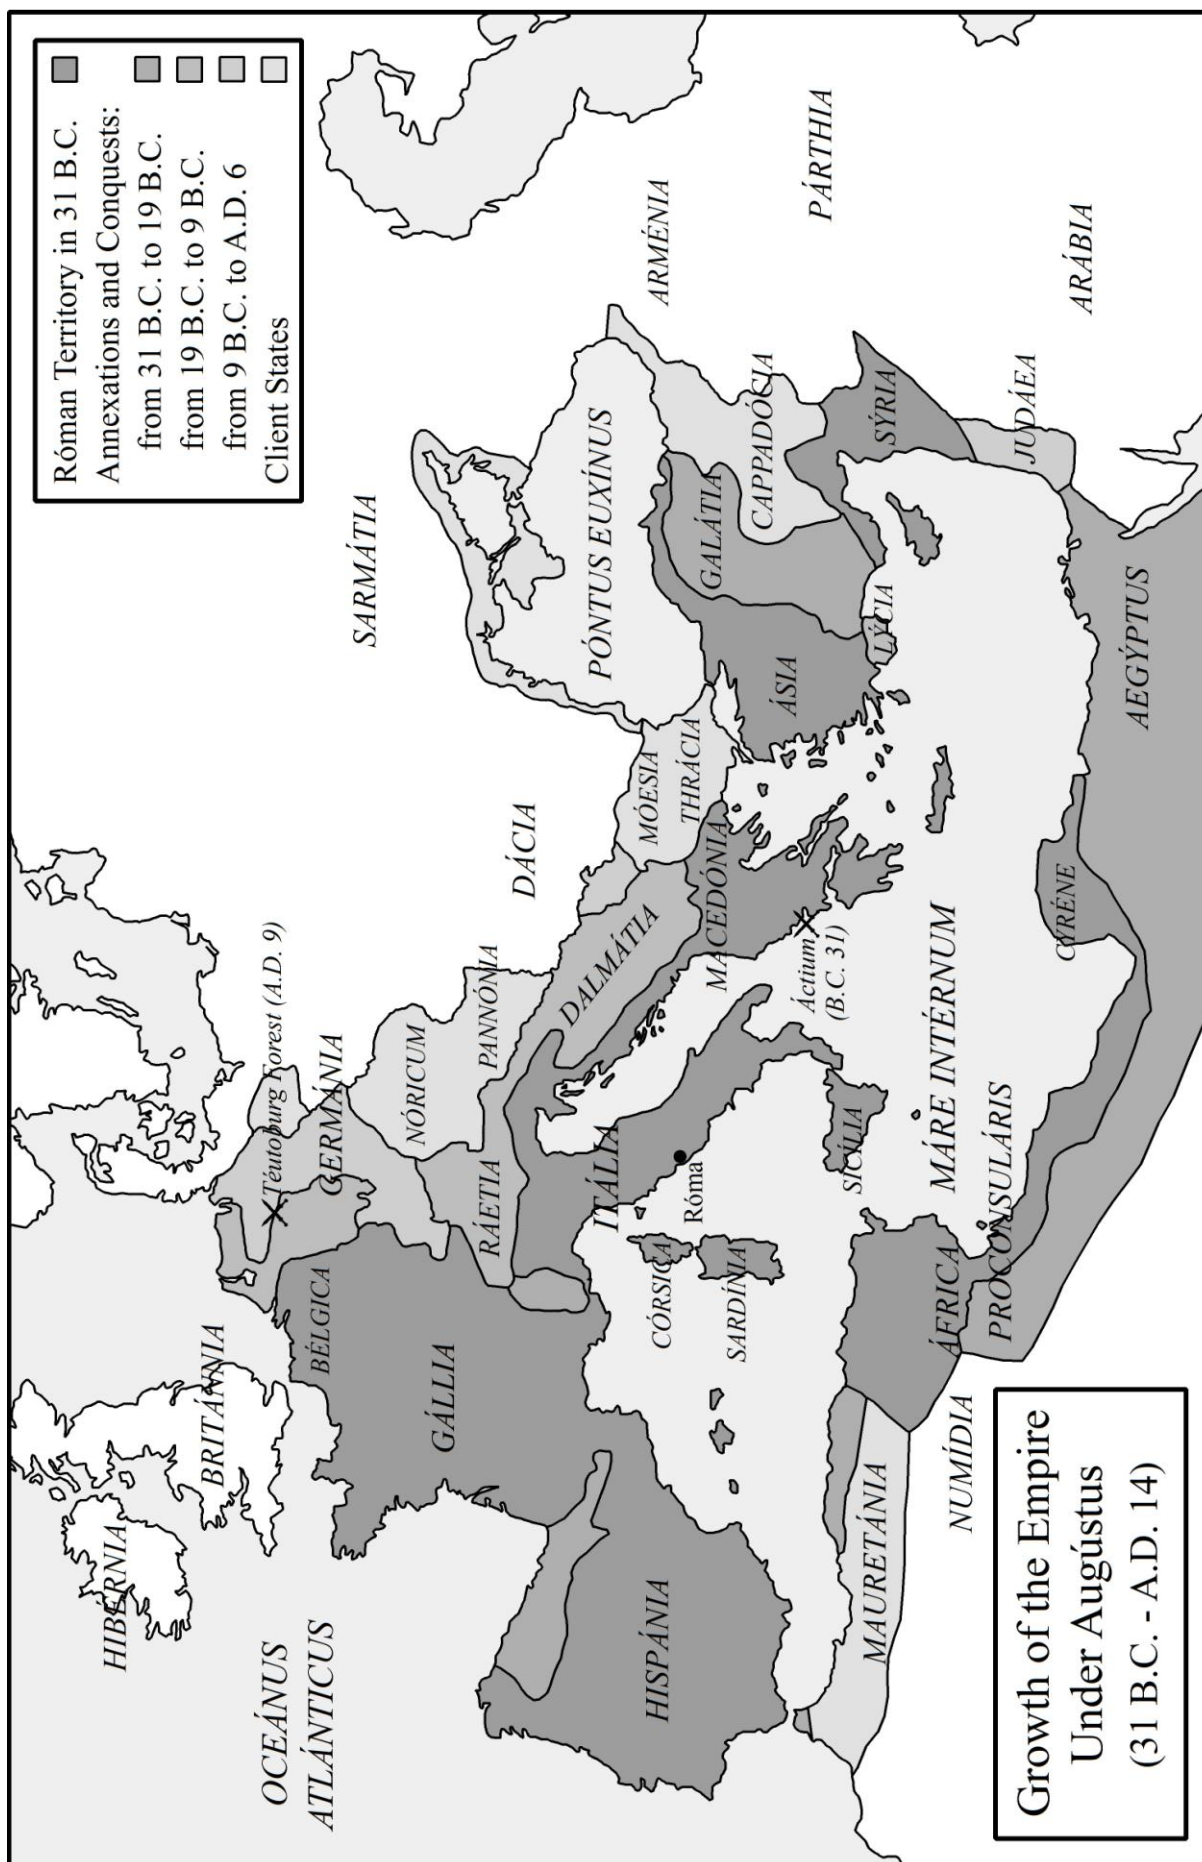 Róman Territory in 31 B.C.
Annexations and Conquests:
from 31 B.C. to 19 B.C.
from 19 B.C. to 9 B.C.
from 9 B.C. to A.D. 6
Client States
HIBÉRNIA
BRITÁNNIA
OCEÁNUS
ATLÁNTICUS
Téutoburg Forest (A.D. 9)
GERMÁNIA
BÉLGICA
GÁLLIA
NÓRICUM
PANNÓNIA
RÁETIA
DÁCIA
SARMÁTIA
DALMÁTIA
MÓESIA
THRÁCIA
PÓNTUS EUXÍNUS
ARMÉNIA
PÁRTHIA
ITÁLIA
Róma
CÓRSICA
SARDÍNIA
SICÍLIA
HISPÁNIA
MACEDÓNIA
Áctium
(B.C. 31)
ÁSIA
GALÁTIA
CAPPADÓCIA
LÝCIA
SÝRIA
JUDÁEA
ARÁBIA
MÁRE INTÉRNUM
MAURETÁNIA
NUMÍDIA
ÁFRICA
PROCONSULÁRIS
CYRÉNE
AEGÝPTUS
Growth of the Empire
Under Augústus
(31 B.C. - A.D. 14)